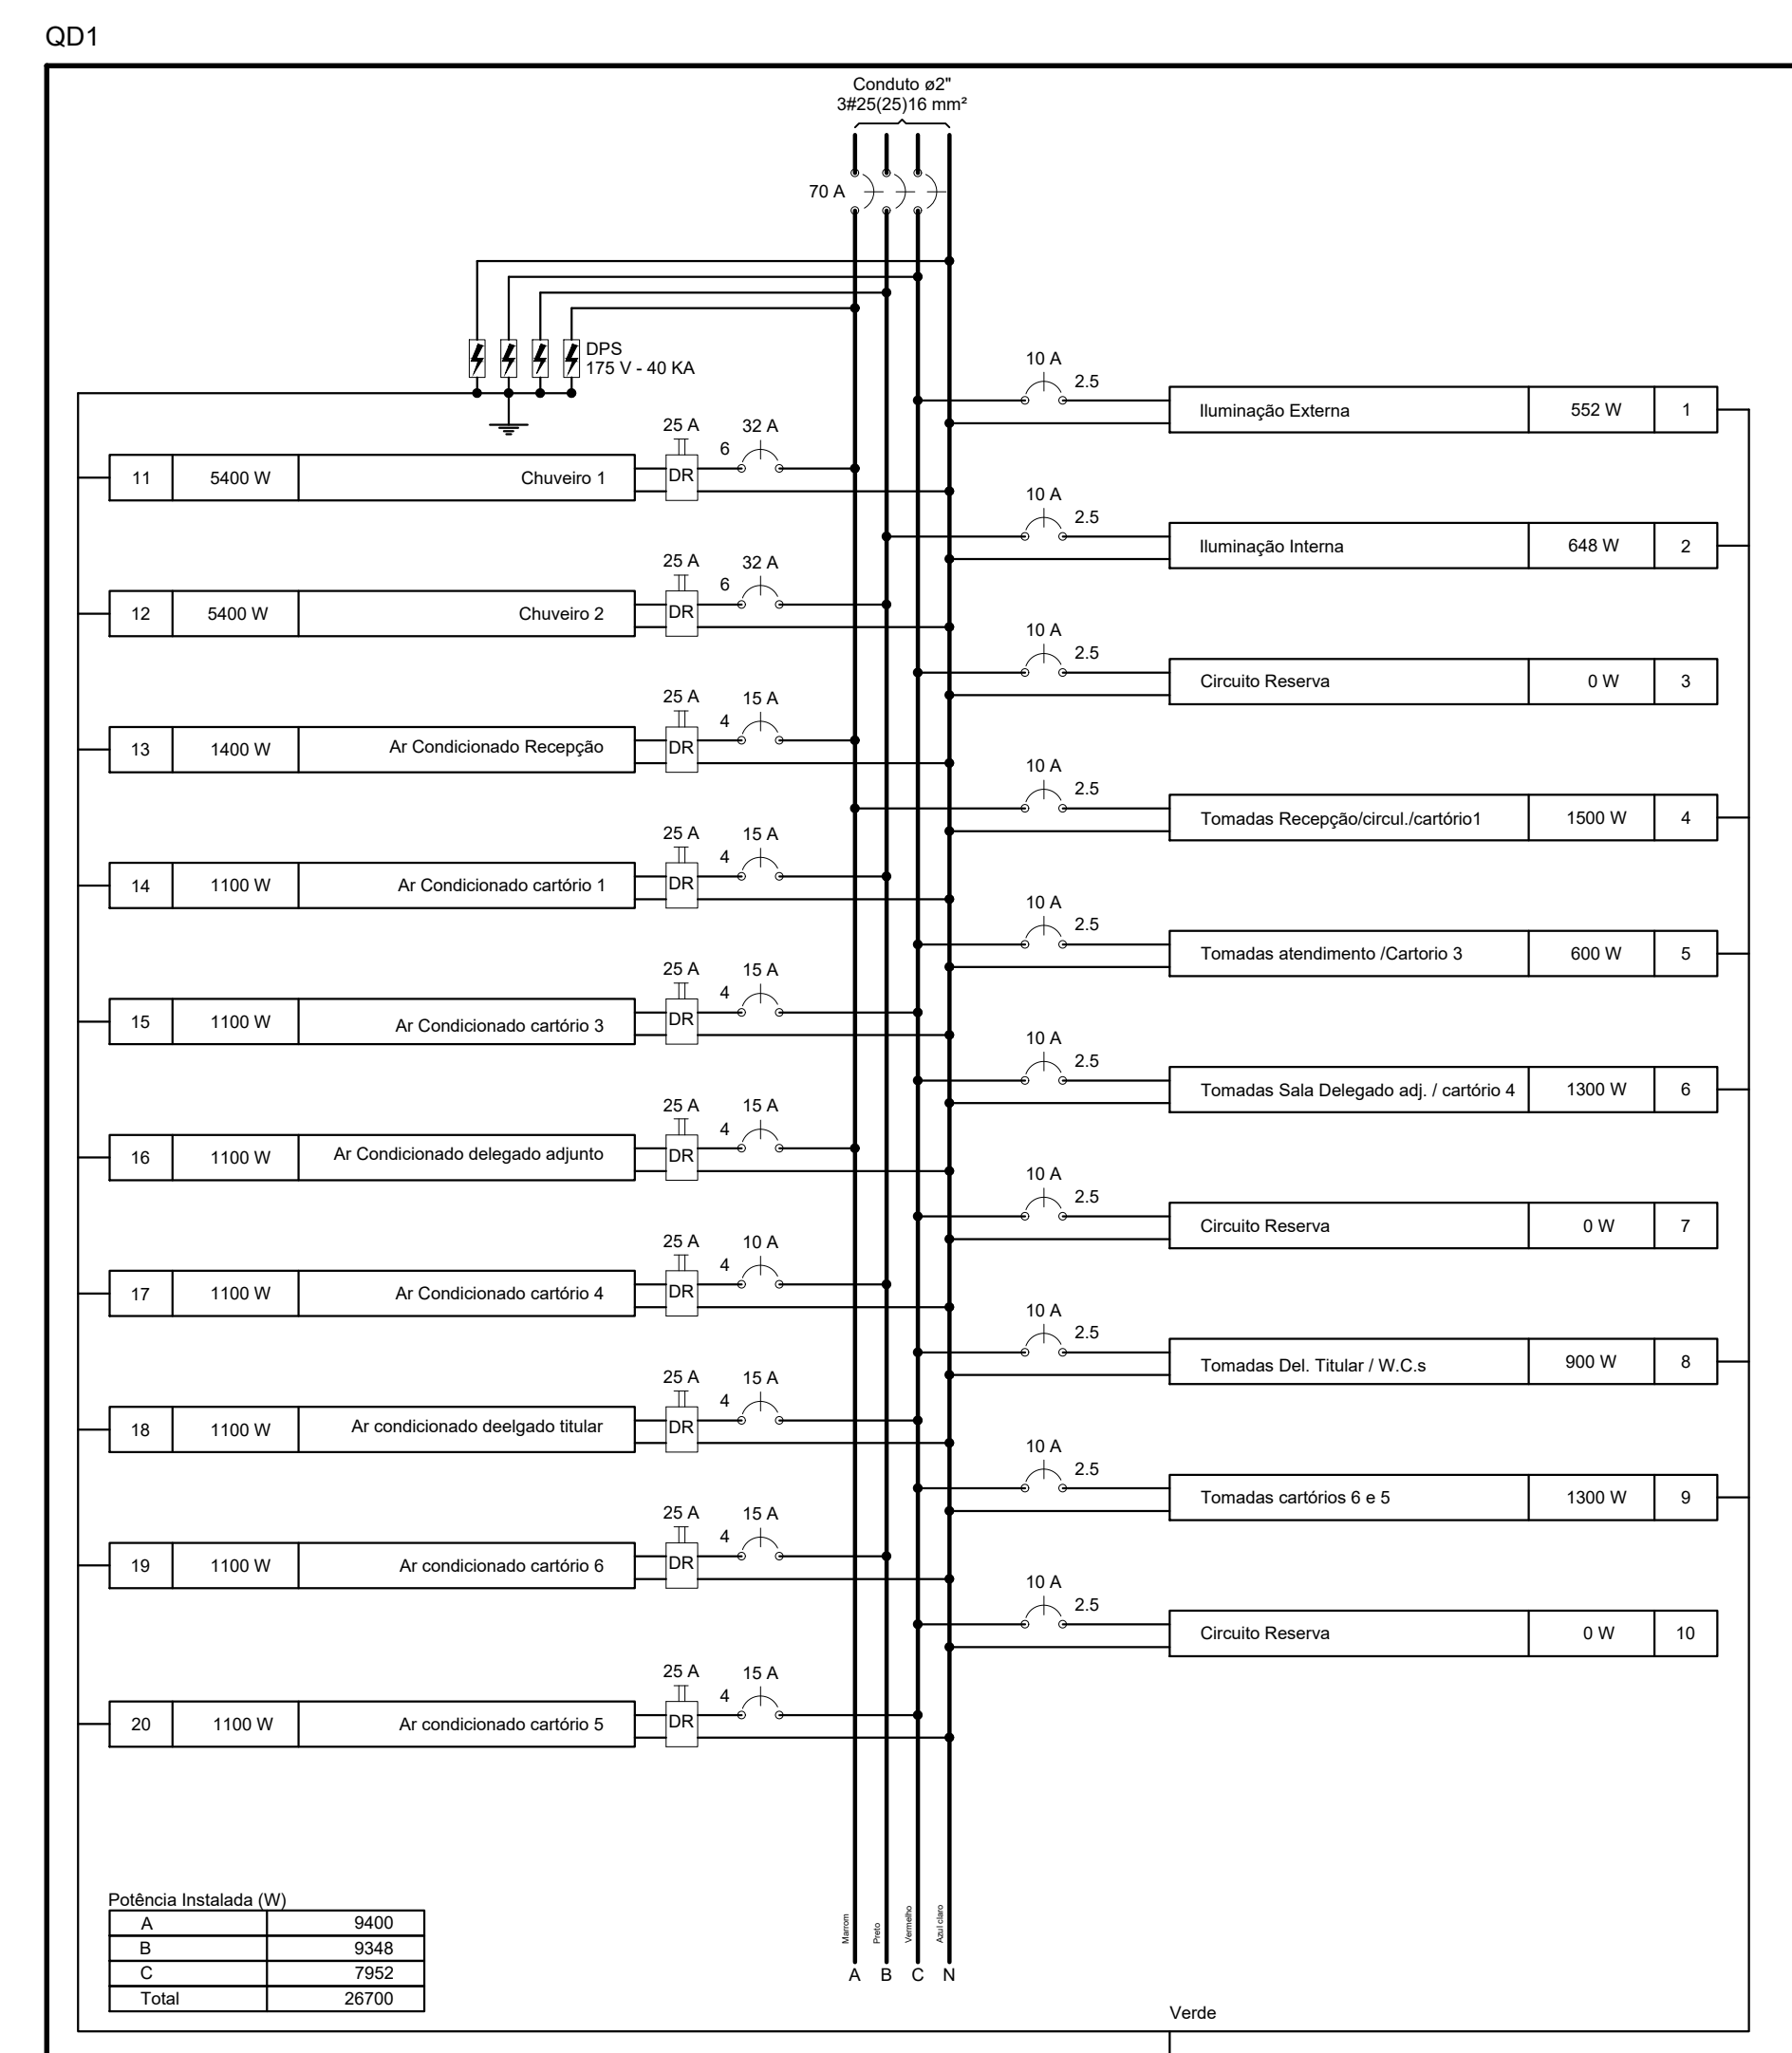 QD1
Conduto ø2"
3#25(25)16 mm²
70 A
DPS
175 V - 40 KA
25 A
32 A
6
11
5400 W
Chuveiro 1
DR
25 A
32 A
6
12
5400 W
Chuveiro 2
DR
25 A
15 A
4
13
1400 W
Ar Condicionado Recepção
DR
25 A
15 A
4
14
1100 W
Ar Condicionado cartório 1
DR
25 A
15 A
4
15
1100 W
Ar Condicionado cartório 3
DR
25 A
15 A
4
16
1100 W
Ar Condicionado delegado adjunto
DR
25 A
10 A
4
17
1100 W
Ar Condicionado cartório 4
DR
25 A
15 A
4
18
1100 W
Ar condicionado deelgado titular
DR
25 A
15 A
4
19
1100 W
Ar condicionado cartório 6
DR
25 A
15 A
4
20
1100 W
Ar condicionado cartório 5
DR
10 A
2.5
Iluminação Externa
552 W
1
10 A
2.5
Iluminação Interna
648 W
2
10 A
2.5
Circuito Reserva
0 W
3
10 A
2.5
Tomadas Recepção/circul./cartório1
1500 W
4
10 A
2.5
Tomadas atendimento /Cartorio 3
600 W
5
10 A
2.5
Tomadas Sala Delegado adj. / cartório 4
1300 W
6
10 A
2.5
Circuito Reserva
0 W
7
10 A
2.5
Tomadas Del. Titular / W.C.s
900 W
8
10 A
2.5
Tomadas cartórios 6 e 5
1300 W
9
10 A
2.5
Circuito Reserva
0 W
10
Potência Instalada (W)
A 9400
B 9348
C 7952
Total 26700
Marrom
Preto
Vermelho
Azul claro
A B C N
Verde